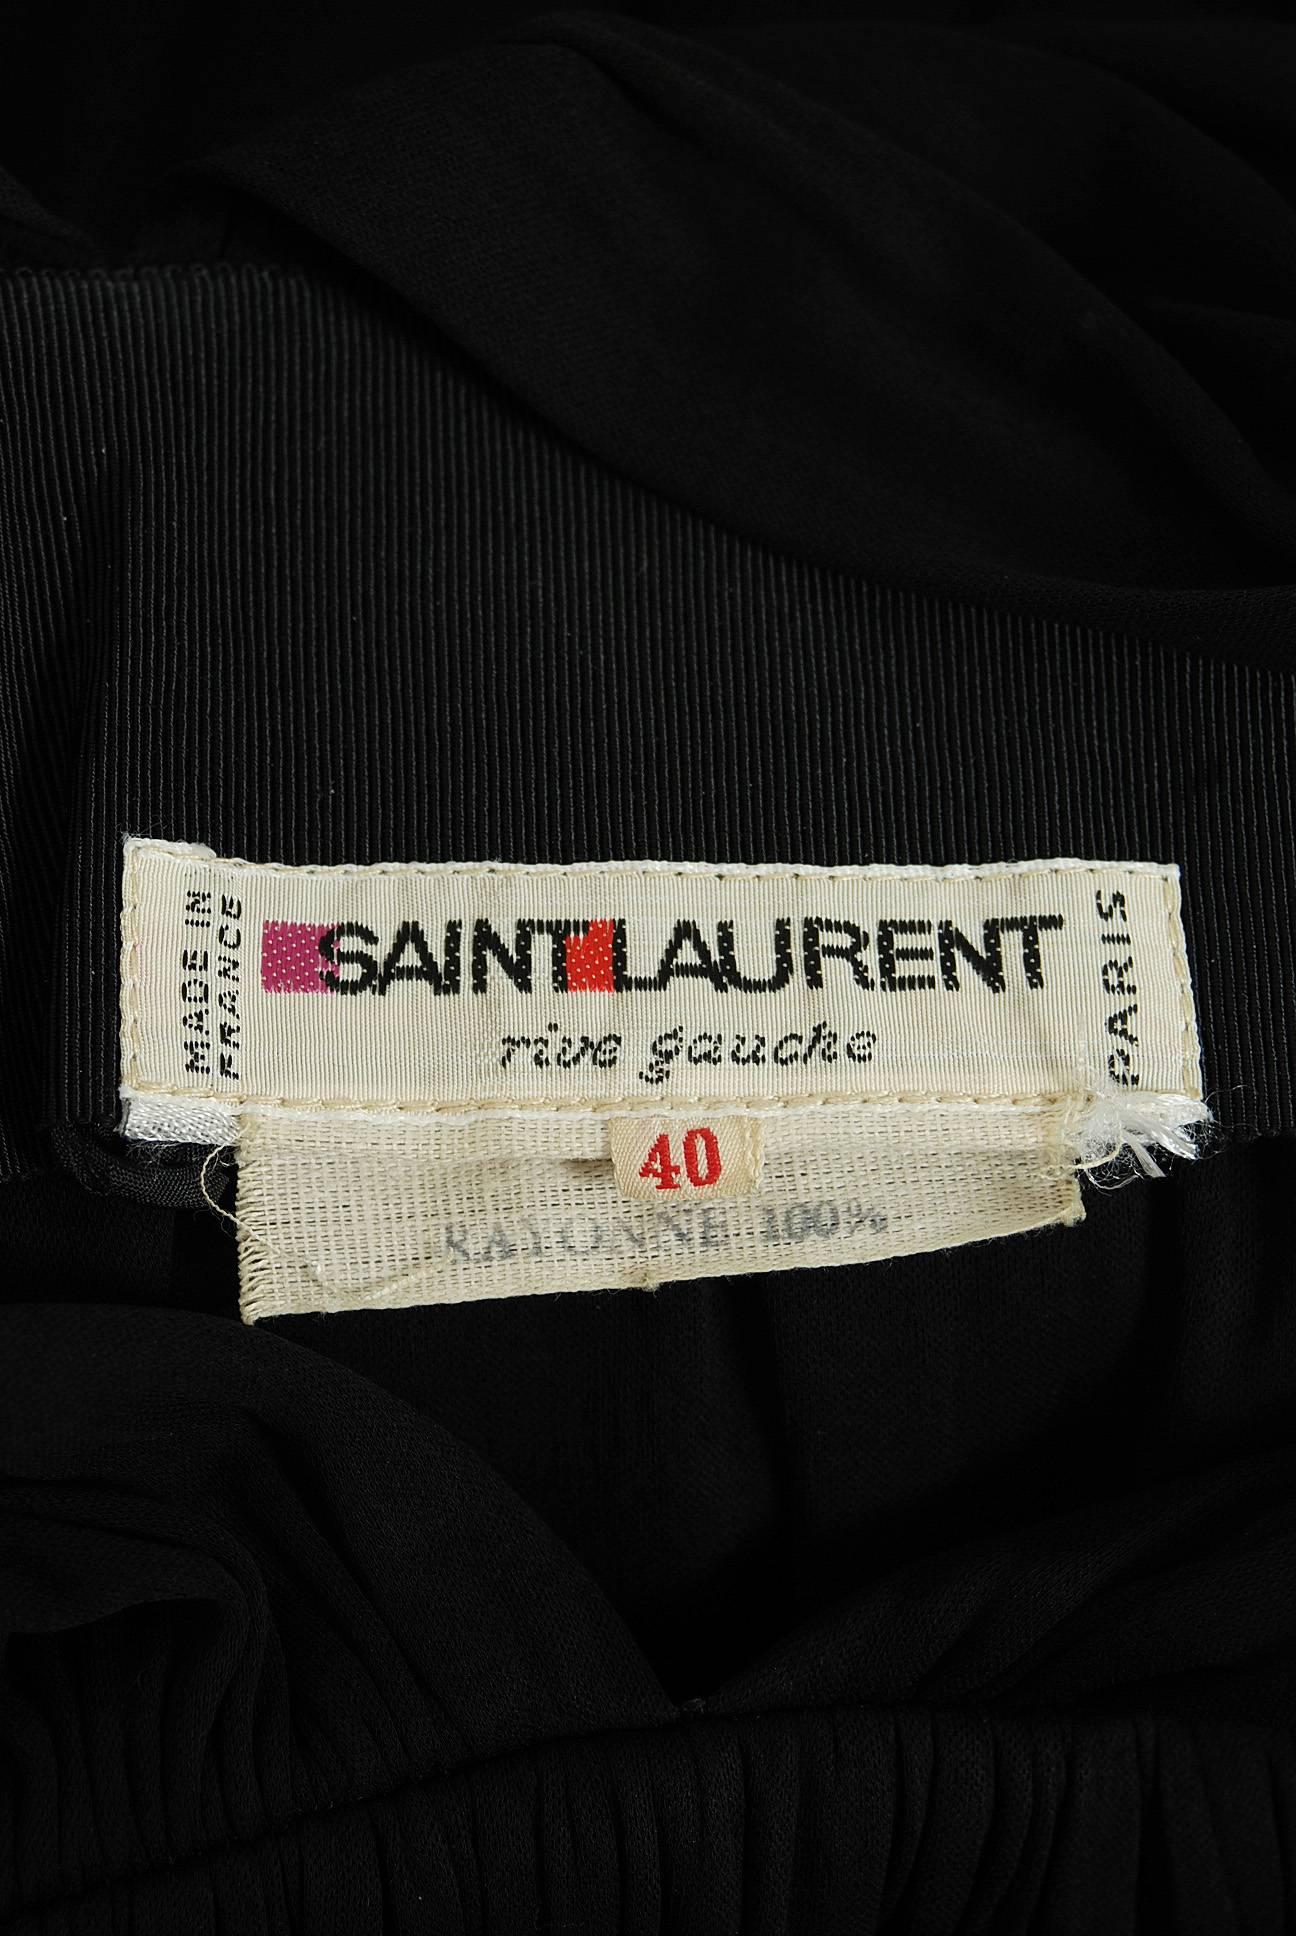 MADE IN
FRANCE
SAINT LAURENT
rive gauche
PARIS
40
RAYONNE 100%